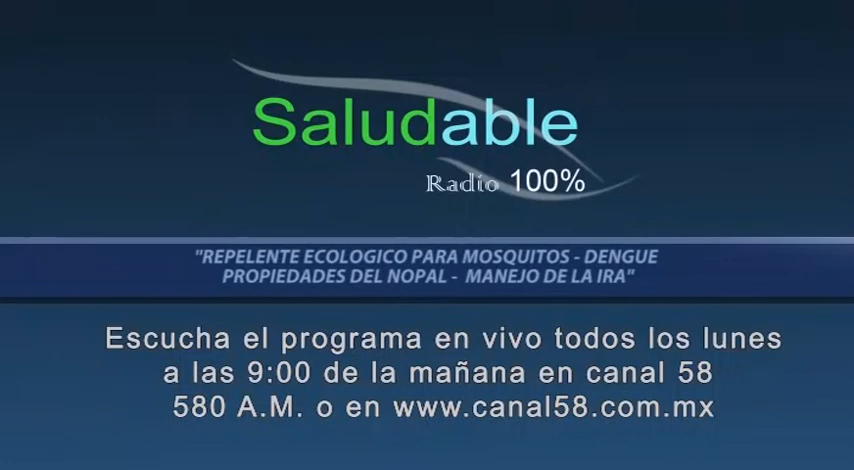 Saludable
Radio 100%
"REPELENTE ECOLOGICO PARA MOSQUITOS - DENGUE
PROPIEDADES DEL NOPAL - MANEJO DE LA IRA"
Escucha el programa en vivo todos los lunes
a las 9:00 de la mañana en canal 58
580 A.M. o en www.canal58.com.mx